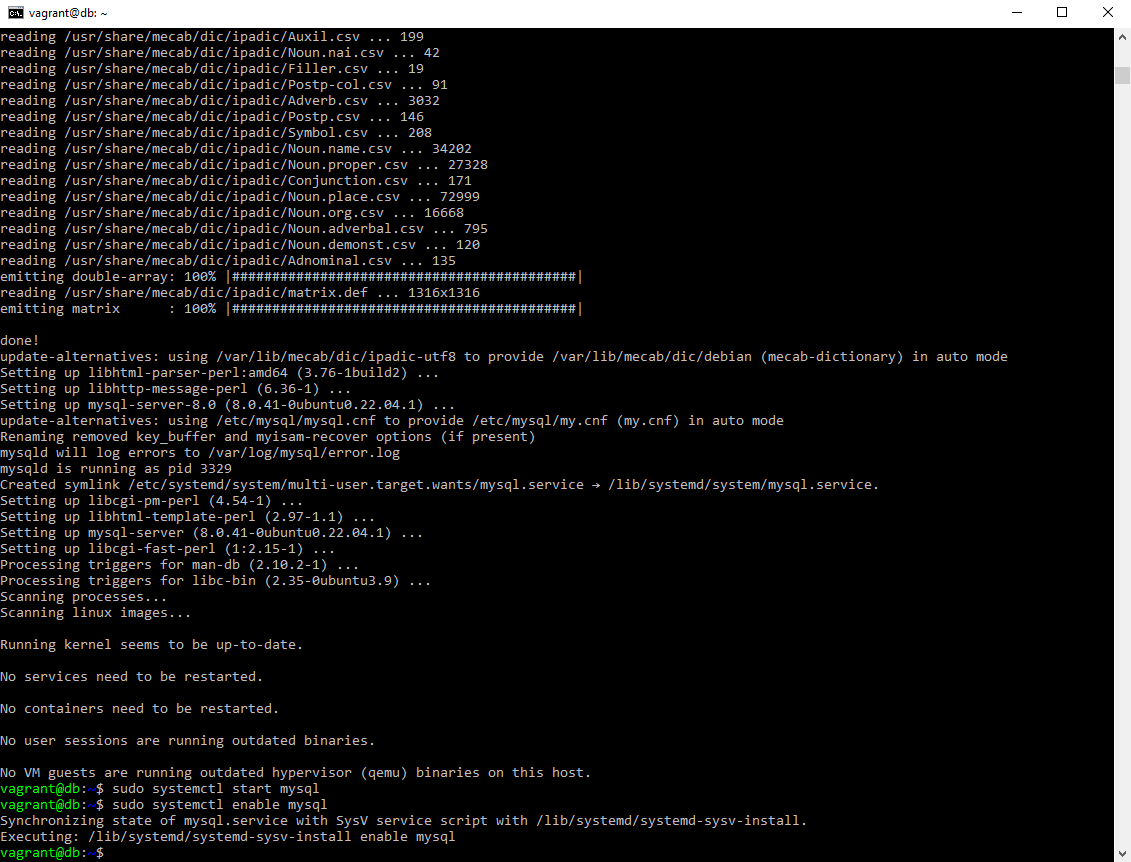 vagrant@db: ~
reading /usr/share/mecab/dic/ipadic/Auxil.csv ... 199
reading /usr/share/mecab/dic/ipadic/Noun.nai.csv ... 42
reading /usr/share/mecab/dic/ipadic/Filler.csv ... 19
reading /usr/share/mecab/dic/ipadic/Postp-col.csv ... 91
reading /usr/share/mecab/dic/ipadic/Adverb.csv ... 3032
reading /usr/share/mecab/dic/ipadic/Postp.csv ... 146
reading /usr/share/mecab/dic/ipadic/Symbol.csv ... 208
reading /usr/share/mecab/dic/ipadic/Noun.name.csv ... 34202
reading /usr/share/mecab/dic/ipadic/Noun.proper.csv ... 27328
reading /usr/share/mecab/dic/ipadic/Conjunction.csv ... 171
reading /usr/share/mecab/dic/ipadic/Noun.place.csv ... 72999
reading /usr/share/mecab/dic/ipadic/Noun.org.csv ... 16668
reading /usr/share/mecab/dic/ipadic/Noun.adverbal.csv ... 795
reading /usr/share/mecab/dic/ipadic/Noun.demonst.csv ... 120
reading /usr/share/mecab/dic/ipadic/Adnominal.csv ... 135
emitting double-array: 100% |###########################################|
reading /usr/share/mecab/dic/ipadic/matrix.def ... 1316x1316
emitting matrix      : 100% |###########################################|
done!
update-alternatives: using /var/lib/mecab/dic/ipadic-utf8 to provide /var/lib/mecab/dic/debian (mecab-dictionary) in auto mode
Setting up libhtml-parser-perl:amd64 (3.76-1build2) ...
Setting up libhttp-message-perl (6.36-1) ...
Setting up mysql-server-8.0 (8.0.41-0ubuntu0.22.04.1) ...
update-alternatives: using /etc/mysql/mysql.cnf to provide /etc/mysql/my.cnf (my.cnf) in auto mode
Renaming removed key_buffer and myisam-recover options (if present)
mysqld will log errors to /var/log/mysql/error.log
mysqld is running as pid 3329
Created symlink /etc/systemd/system/multi-user.target.wants/mysql.service → /lib/systemd/system/mysql.service.
Setting up libcgi-pm-perl (4.54-1) ...
Setting up libhtml-template-perl (2.97-1.1) ...
Setting up mysql-server (8.0.41-0ubuntu0.22.04.1) ...
Setting up libcgi-fast-perl (1:2.15-1) ...
Processing triggers for man-db (2.10.2-1) ...
Processing triggers for libc-bin (2.35-0ubuntu3.9) ...
Scanning processes...
Scanning linux images...
Running kernel seems to be up-to-date.
No services need to be restarted.
No containers need to be restarted.
No user sessions are running outdated binaries.
No VM guests are running outdated hypervisor (qemu) binaries on this host.
vagrant@db:~$ sudo systemctl start mysql
vagrant@db:~$ sudo systemctl enable mysql
Synchronizing state of mysql.service with SysV service script with /lib/systemd/systemd-sysv-install.
Executing: /lib/systemd/systemd-sysv-install enable mysql
vagrant@db:~$